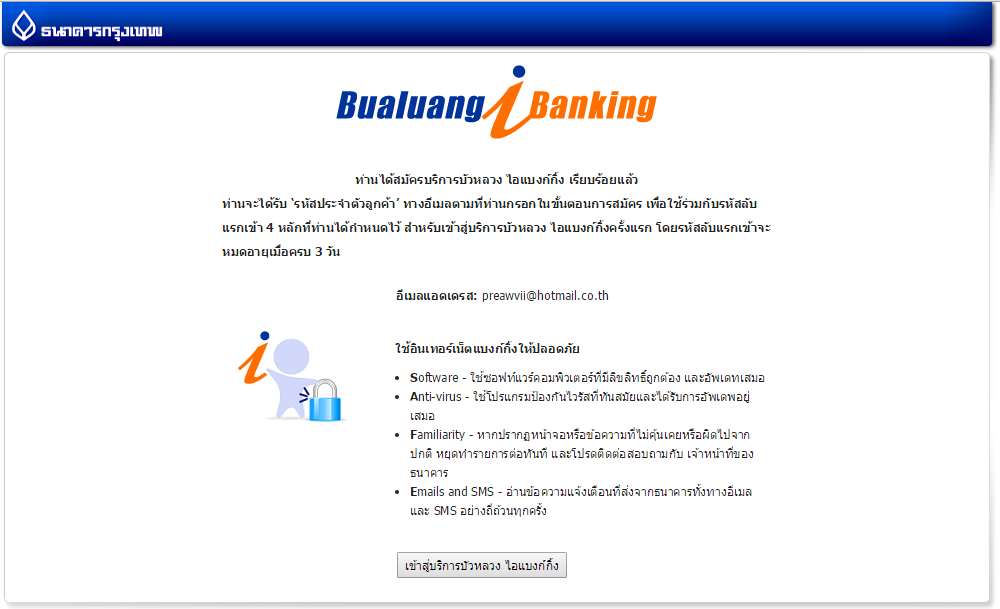 ธนาคารกรุงเทพ
Bualuang i Banking
ท่านได้สมัครบริการบัวหลวง ไอแบงก์กิ้ง เรียบร้อยแล้ว
ท่านจะได้รับ 'รหัสประจำตัวลูกค้า' ทางอีเมลตามที่ท่านกรอกในขั้นตอนการสมัคร เพื่อใช้ร่วมกับรหัสลับ
แรกเข้า 4 หลักที่ท่านได้กำหนดไว้ สำหรับเข้าสู่บริการบัวหลวง ไอแบงก์กิ้งครั้งแรก โดยรหัสลับแรกเข้าจะ
หมดอายุเมื่อครบ 3 วัน
อีเมลแอดเดรส: preawvii@hotmail.co.th
ใช้อินเทอร์เน็ตแบงก์กิ้งให้ปลอดภัย
• Software - ใช้ซอฟท์แวร์คอมพิวเตอร์ที่มีลิขสิทธิ์ถูกต้อง และอัพเดทเสมอ
• Anti-virus - ใช้โปรแกรมป้องกันไวรัสที่ทันสมัยและได้รับการอัพเดทอยู่
เสมอ
• Familiarity - หากปรากฏหน้าจอหรือข้อความที่ไม่คุ้นเคยหรือผิดไปจาก
ปกติ หยุดทำรายการต่อทันที และโปรดติดต่อสอบถามกับ เจ้าหน้าที่ของ
ธนาคาร
• Emails and SMS - อ่านข้อความแจ้งเตือนที่ส่งจากธนาคารทั้งทางอีเมล
และ SMS อย่างถี่ถ้วนทุกครั้ง
เข้าสู่บริการบัวหลวง ไอแบงก์กิ้ง